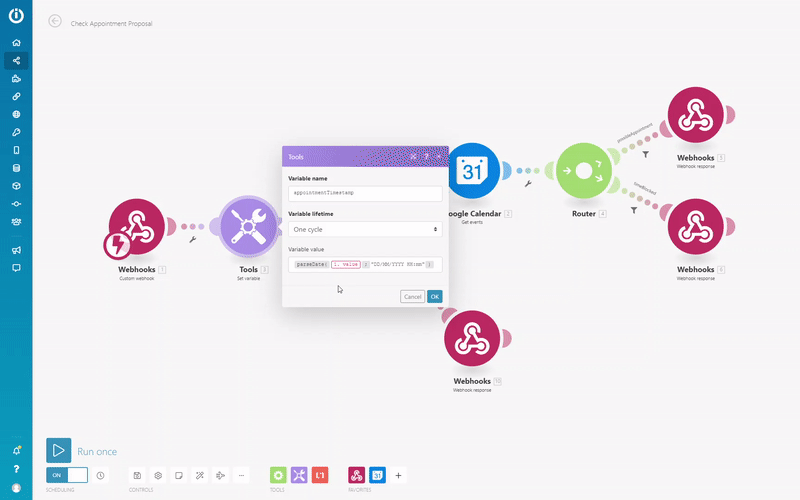 Check Appointment Proposal
Tools
?
Variable name
appointmentTimestamp
Variable lifetime
One cycle
Variable value
parseDate( 1. value ; "DD/MM/YYYY HH:mm" )
Cancel
OK
Webhooks 1
Custom webhook
Tools 3
Set variable
31
Google Calendar 2
Get events
Router 4
provideAppointment
timeBlocked
Webhooks 5
Webhook response
Webhooks
Webhook response
Webhooks 10
Webhook response
Run once
ON
SCHEDULING
CONTROLS
TOOLS
31
FAVORITES
?